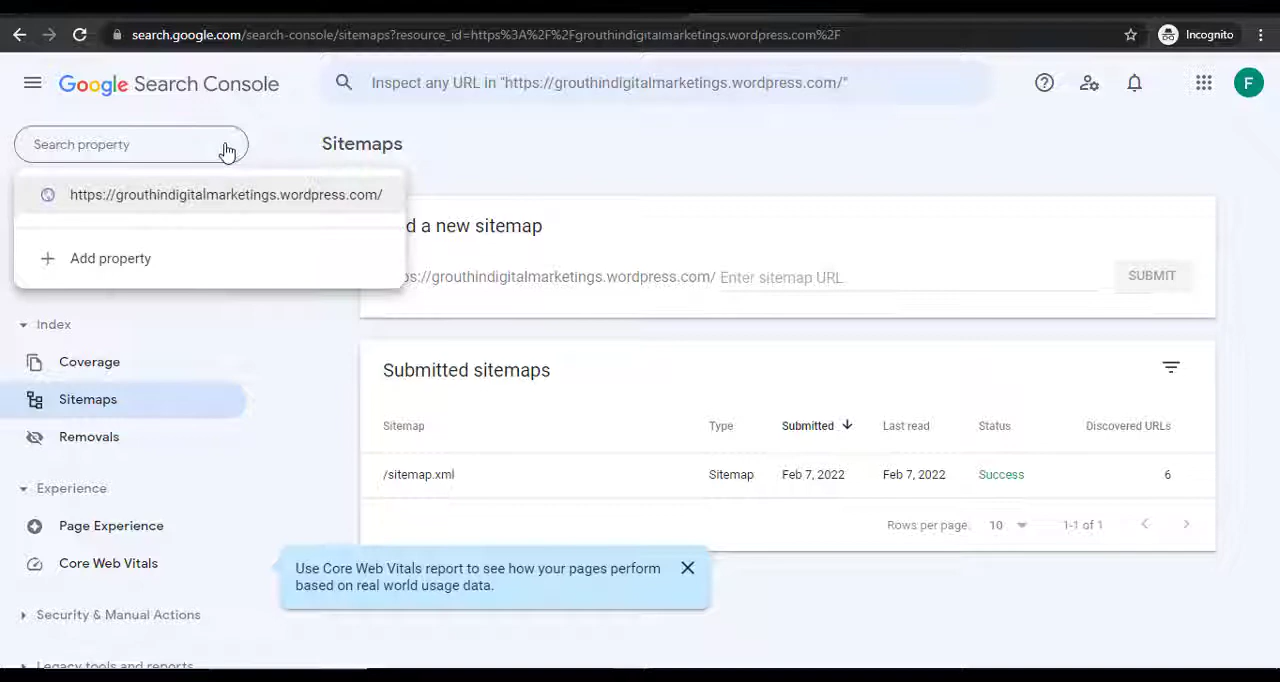 search.google.com/search-console/sitemaps?resource_id=https%3A%2F%2Fgrouthindigitalmarketings.wordpress.com%2F
Incognito
Google Search Console
Inspect any URL in "https://grouthindigitalmarketings.wordpress.com/"
F
Search property
Sitemaps
https://grouthindigitalmarketings.wordpress.com/
Add property
d a new sitemap
ps://grouthindigitalmarketings.wordpress.com/ Enter sitemap URL
SUBMIT
Index
Coverage
Sitemaps
Removals
Experience
Page Experience
Core Web Vitals
Security & Manual Actions
Legacy tools and reports
Submitted sitemaps
Sitemap Type Submitted Last read Status Discovered URLs
/sitemap.xml Sitemap Feb 7, 2022 Feb 7, 2022 Success 6
Rows per page: 10 1-1 of 1
Use Core Web Vitals report to see how your pages perform
based on real world usage data.